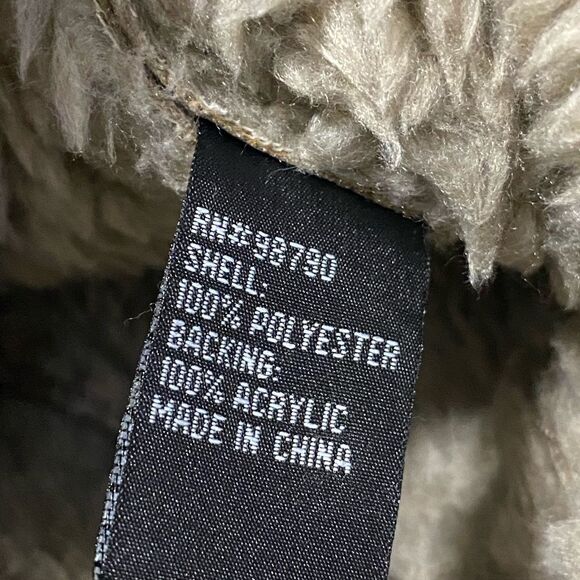 RN#98790
SHELL:
100% POLYESTER
BACKING:
100% ACRYLIC
MADE IN CHINA